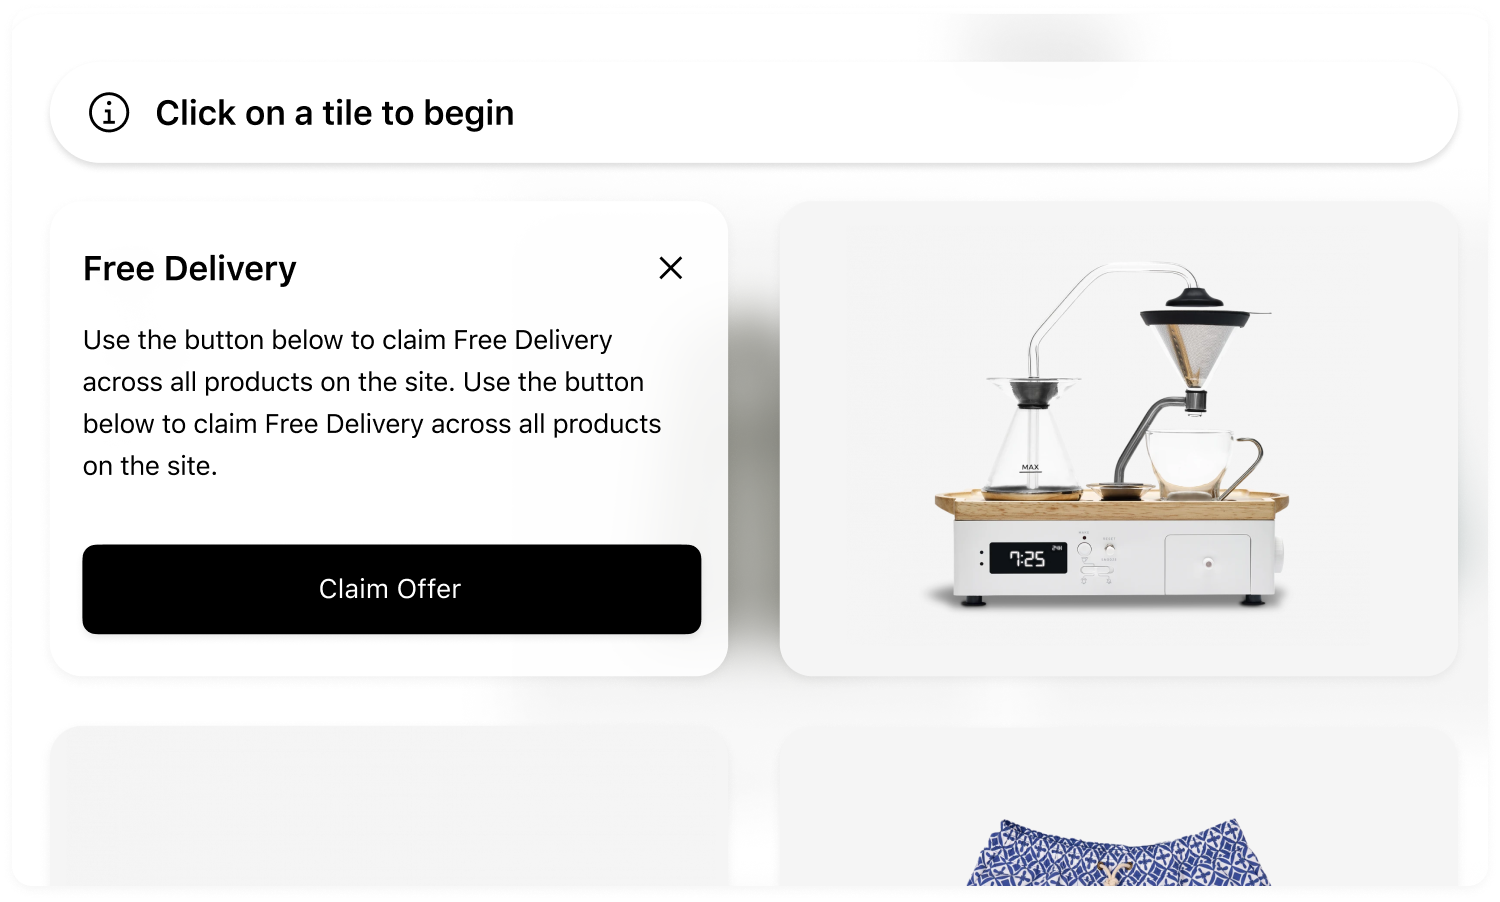 Click on a tile to begin
Free Delivery
Use the button below to claim Free Delivery
across all products on the site. Use the button
below to claim Free Delivery across all products
on the site.
Claim Offer
MAX
24H
7:25